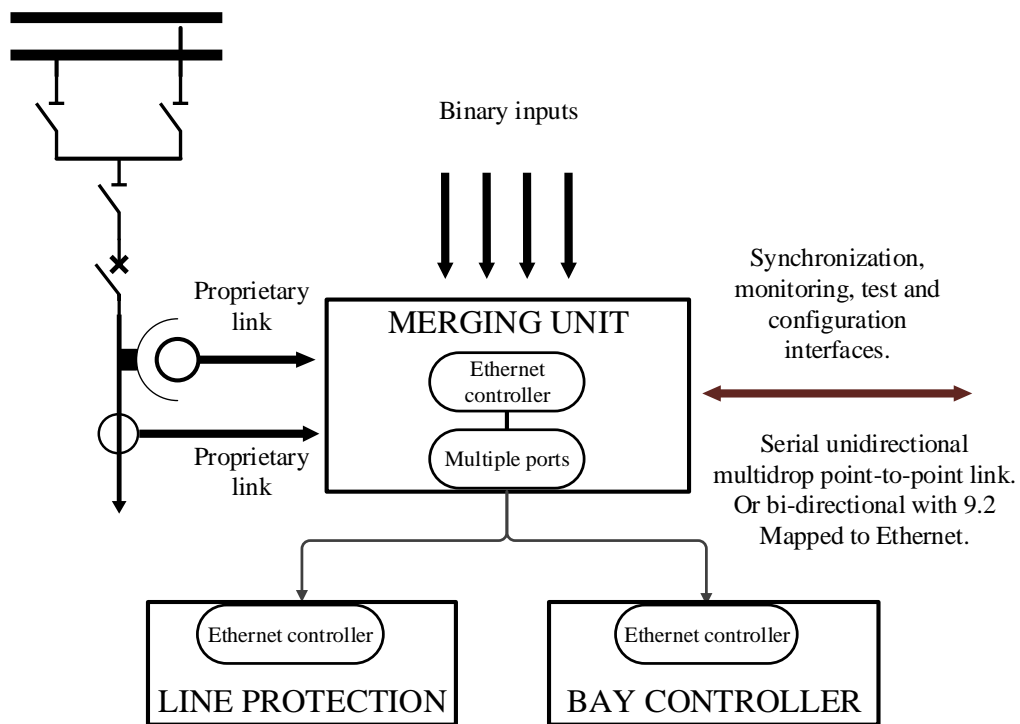 Binary inputs
Proprietary
link
MERGING UNIT
Ethernet
controller
Multiple ports
Proprietary
link
Synchronization,
monitoring, test and
configuration
interfaces.
Serial unidirectional
multidrop point-to-point link.
Or bi-directional with 9.2
Mapped to Ethernet.
Ethernet controller
LINE PROTECTION
Ethernet controller
BAY CONTROLLER